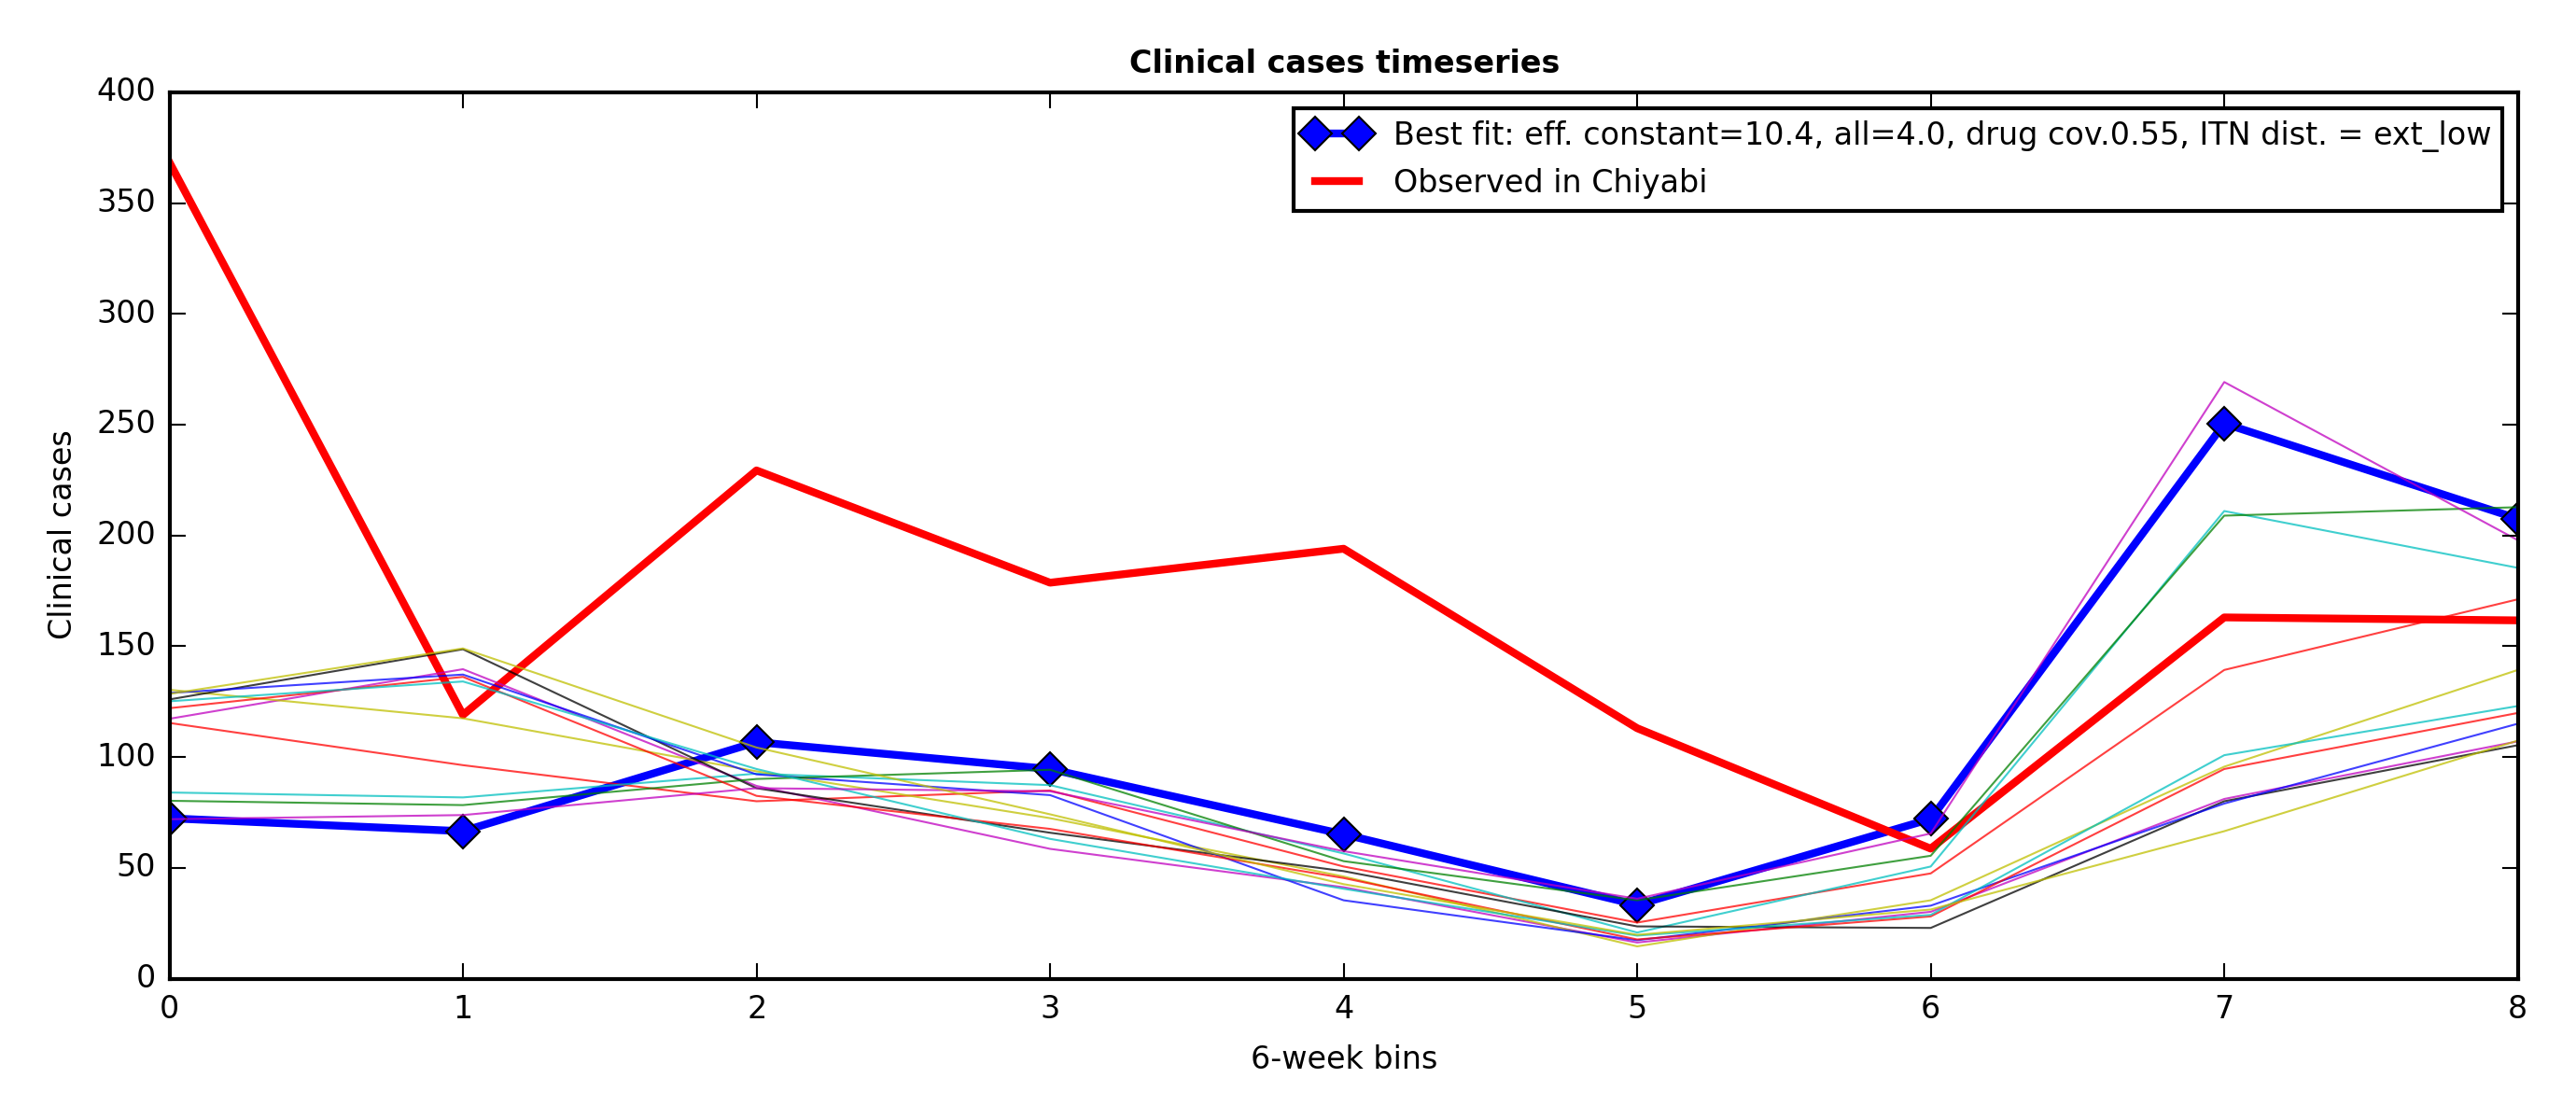 Clinical cases timeseries
Best fit: eff. constant=10.4, all=4.0, drug cov.0.55, ITN dist. = ext_low
Observed in Chiyabi
Clinical cases
400
350
300
250
200
150
100
50
0
0 1 2 3 4 5 6 7 8
6-week bins